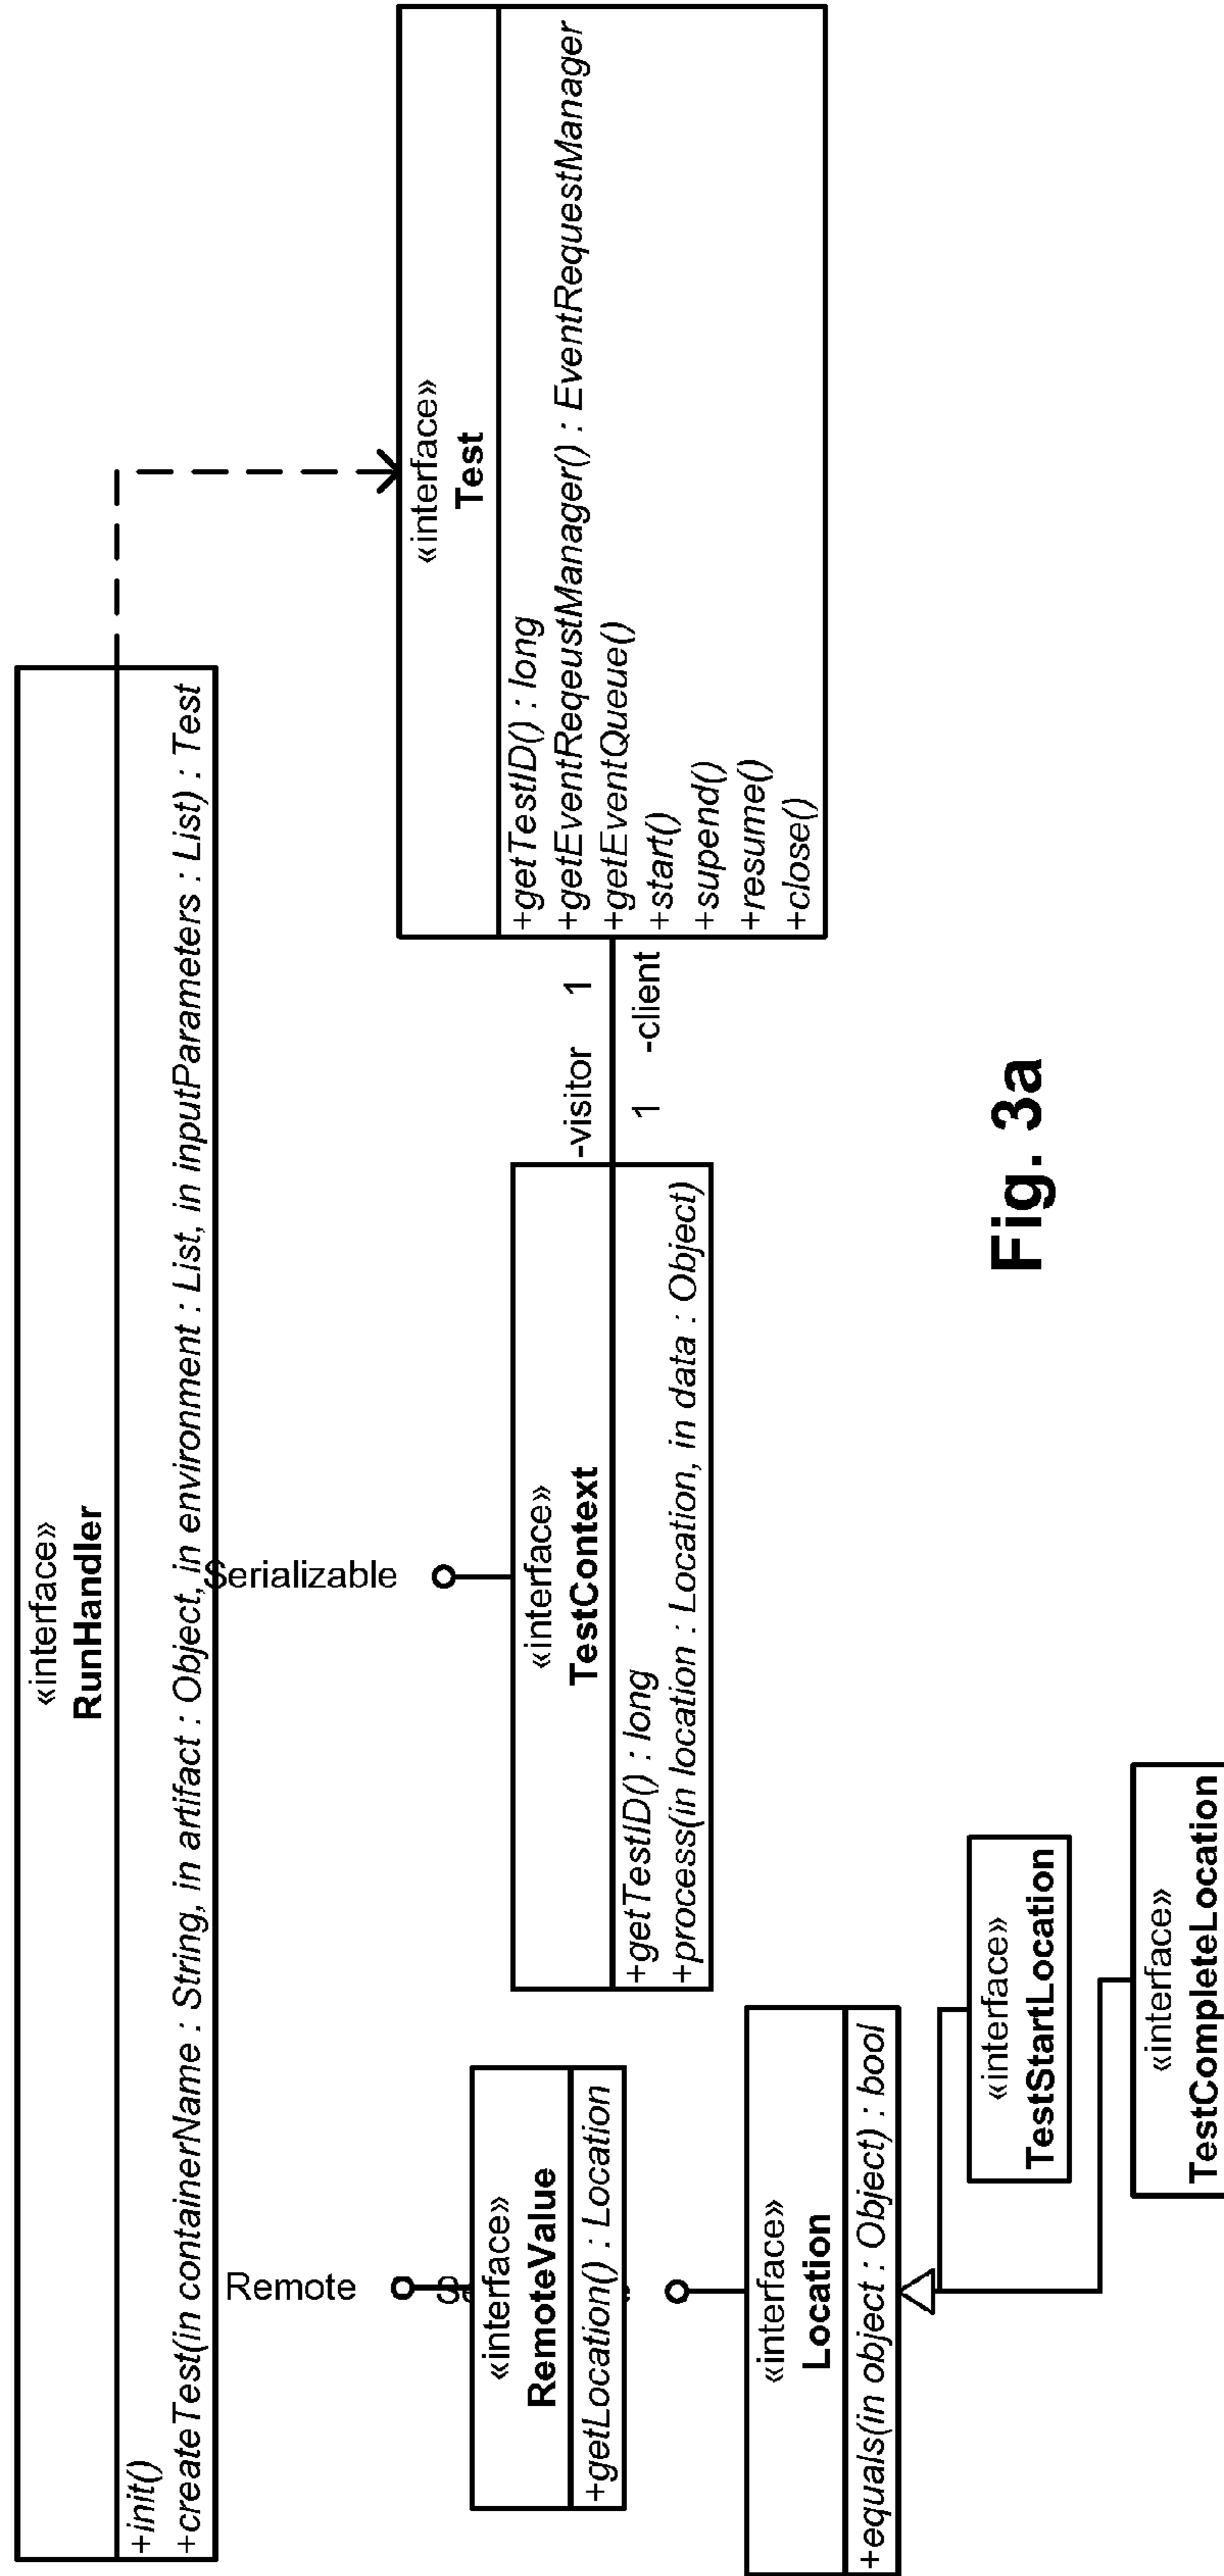 «interface»
RunHandler
+init()
+createTest(in containerName : String, in artifact : Object, in environment : List, in inputParameters : List) : Test
Remote
«interface»
RemoteValue
+getLocation() : Location
Serializable
«interface»
TestContext
+getTestID() : long
+process(in location : Location, in data : Object)
-visitor
1
1
-client
«interface»
Test
+getTestID() : long
+getEventReqeustManager() : EventRequestManager
+getEventQueue()
+start()
+supend()
+resume()
+close()
«interface»
Location
+equals(in object : Object) : bool
«interface»
TestStartLocation
«interface»
TestCompleteLocation
Fig. 3a